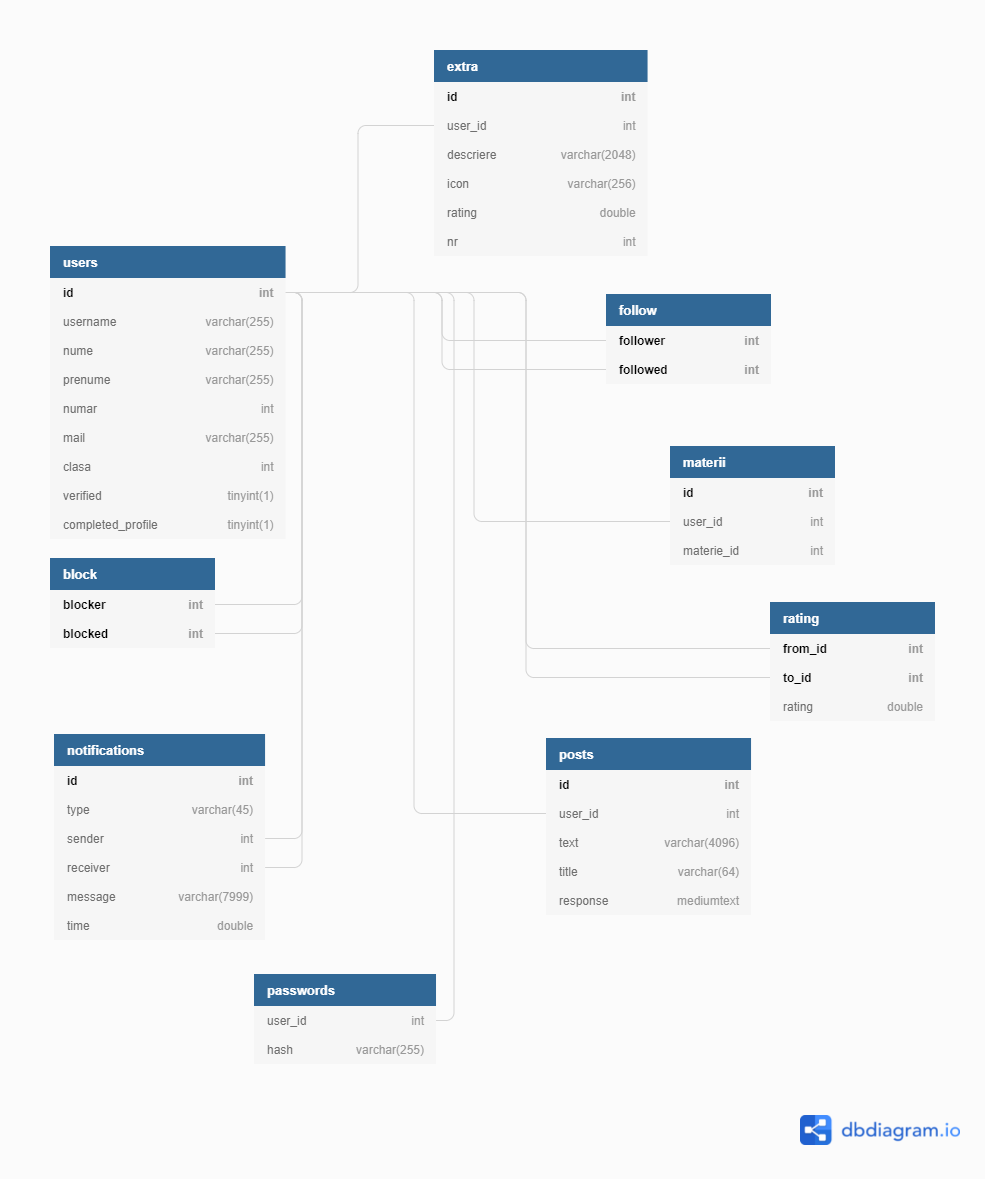 extra
id int
user_id int
descriere varchar(2048)
icon varchar(256)
rating double
nr int
users
id int
username varchar(255)
nume varchar(255)
prenume varchar(255)
numar int
mail varchar(255)
clasa int
verified tinyint(1)
completed_profile tinyint(1)
follow
follower int
followed int
materii
id int
user_id int
materie_id int
block
blocker int
blocked int
rating
from_id int
to_id int
rating double
notifications
id int
type varchar(45)
sender int
receiver int
message varchar(7999)
time double
posts
id int
user_id int
text varchar(4096)
title varchar(64)
response mediumtext
passwords
user_id int
hash varchar(255)
dbdiagram.io